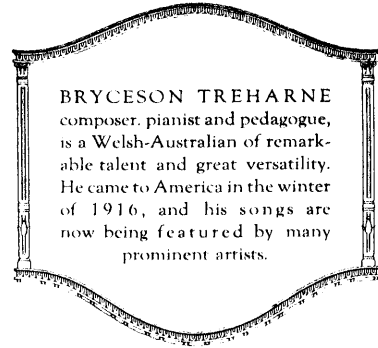 BRYCESON TREHARNE
composer. pianist and pedagogue,
is a Welsh-Australian of remark-
able talent and great versatility.
He came to America in the winter
of 1916, and his songs are
now being featured by many
prominent artists.